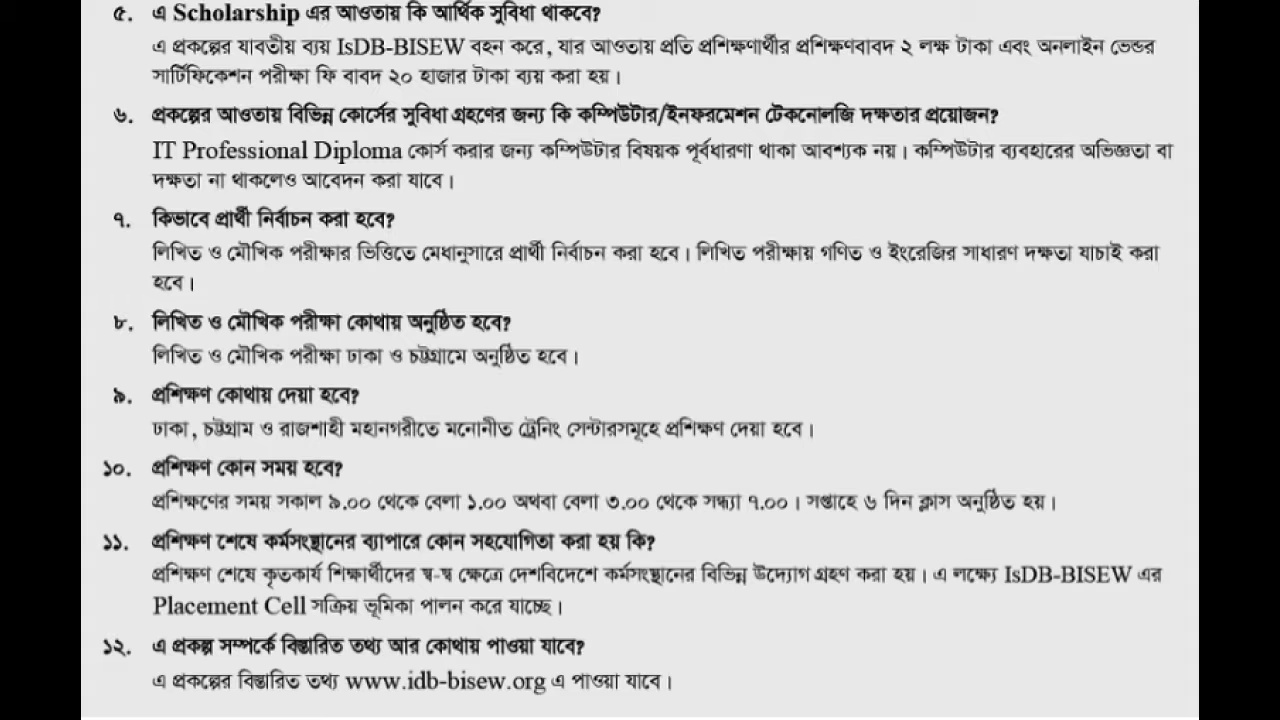 ৫. এ Scholarship এর আওতায় কি আর্থিক সুবিধা থাকবে?
এ প্রকল্পের যাবতীয় ব্যয় IsDB-BISEW বহন করে, যার আওতায় প্রতি প্রশিক্ষণার্থীর প্রশিক্ষণবাবদ ২ লক্ষ টাকা এবং অনলাইন ভেন্ডর
সার্টিফিকেশন পরীক্ষা ফি বাবদ ২০ হাজার টাকা ব্যয় করা হয়।
৬. প্রকল্পের আওতায় বিভিন্ন কোর্সের সুবিধা গ্রহণের জন্য কি কম্পিউটার/ইনফরমেশন টেকনোলজি দক্ষতার প্রয়োজন?
IT Professional Diploma কোর্স করার জন্য কম্পিউটার বিষয়ক পূর্বধারণা থাকা আবশ্যক নয়। কম্পিউটার ব্যবহারের অভিজ্ঞতা বা
দক্ষতা না থাকলেও আবেদন করা যাবে।
৭. কিভাবে প্রার্থী নির্বাচন করা হবে?
লিখিত ও মৌখিক পরীক্ষার ভিত্তিতে মেধানুসারে প্রার্থী নির্বাচন করা হবে। লিখিত পরীক্ষায় গণিত ও ইংরেজির সাধারণ দক্ষতা যাচাই করা
হবে।
৮. লিখিত ও মৌখিক পরীক্ষা কোথায় অনুষ্ঠিত হবে?
লিখিত ও মৌখিক পরীক্ষা ঢাকা ও চট্টগ্রামে অনুষ্ঠিত হবে।
৯. প্রশিক্ষণ কোথায় দেয়া হবে?
ঢাকা, চট্টগ্রাম ও রাজশাহী মহানগরীতে মনোনীত ট্রেনিং সেন্টারসমূহে প্রশিক্ষণ দেয়া হবে।
১০. প্রশিক্ষণ কোন সময় হবে?
প্রশিক্ষণের সময় সকাল ৯.০০ থেকে বেলা ১.০০ অথবা বেলা ৩.০০ থেকে সন্ধ্যা ৭.০০। সপ্তাহে ৬ দিন ক্লাস অনুষ্ঠিত হয়।
১১. প্রশিক্ষণ শেষে কর্মসংস্থানের ব্যাপারে কোন সহযোগিতা করা হয় কি?
প্রশিক্ষণ শেষে কৃতকার্য শিক্ষার্থীদের স্ব-স্ব ক্ষেত্রে দেশবিদেশে কর্মসংস্থানের বিভিন্ন উদ্যোগ গ্রহণ করা হয়। এ লক্ষ্যে IsDB-BISEW এর
Placement Cell সক্রিয় ভূমিকা পালন করে যাচ্ছে।
১২. এ প্রকল্প সম্পর্কে বিস্তারিত তথ্য আর কোথায় পাওয়া যাবে?
এ প্রকল্পের বিস্তারিত তথ্য www.idb-bisew.org এ পাওয়া যাবে।